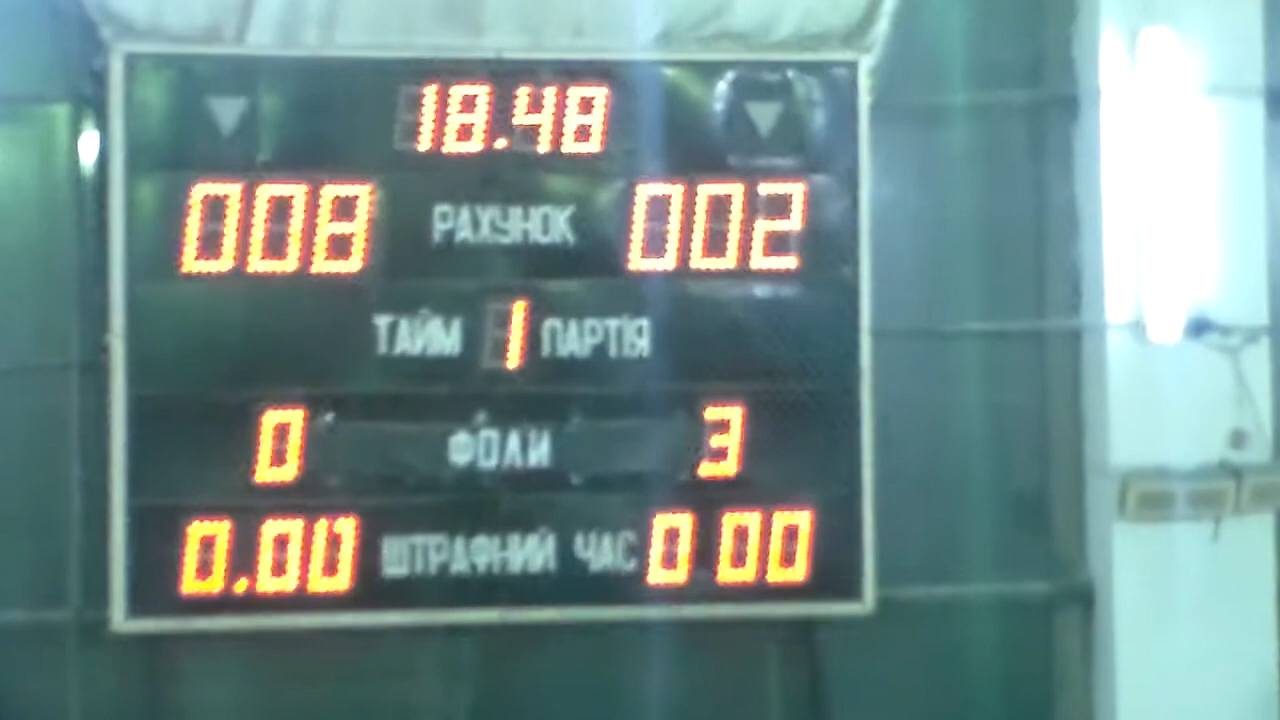 18.48
008 РАХУНОК 002
ТАЙМ 1 ПАРТІЯ
0 ФОЛИ 3
0.00 ШТРАФНИЙ ЧАС 0 00